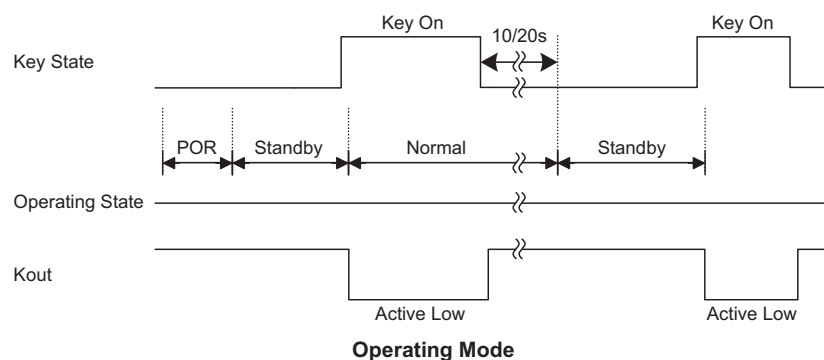 Key On
10/20s
Key On
Key State
POR
Standby
Normal
Standby
Operating State
Kout
Active Low
Active Low
Operating Mode